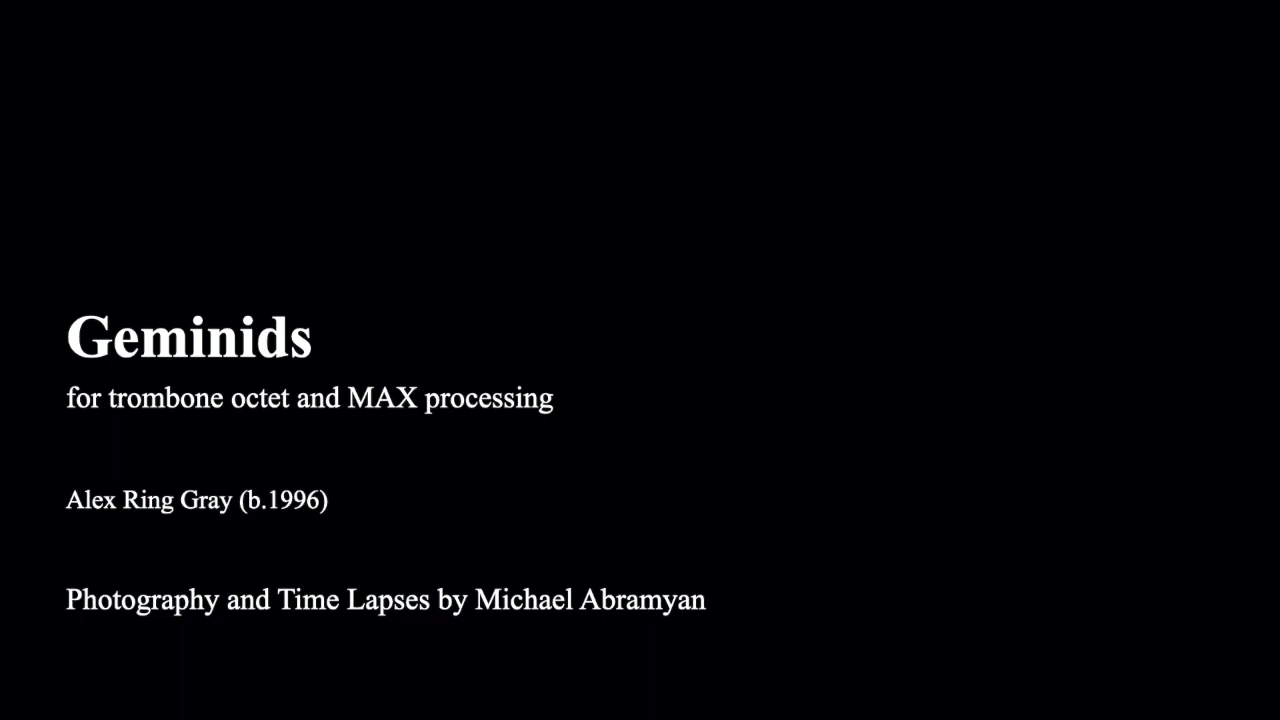 Geminids
for trombone octet and MAX processing
Alex Ring Gray (b.1996)
Photography and Time Lapses by Michael Abramyan